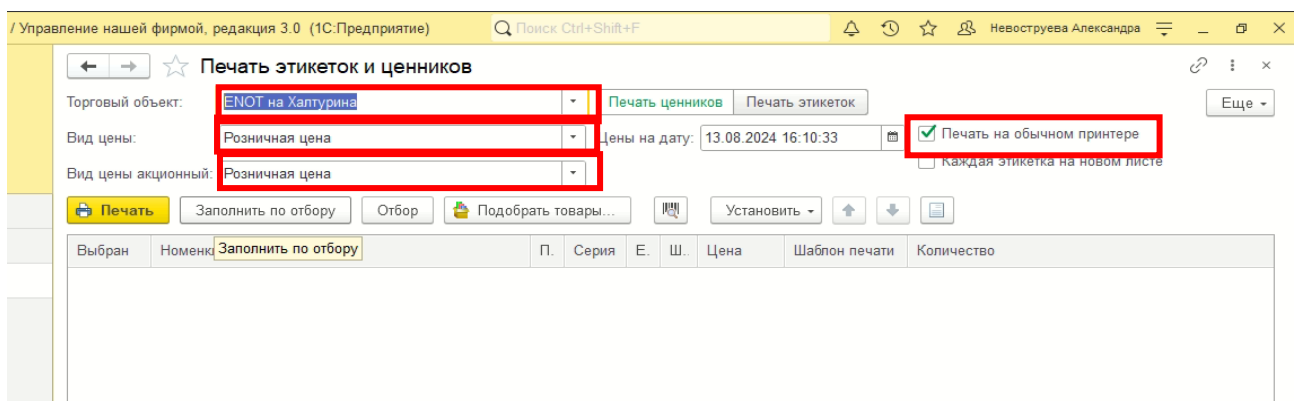 / Управление нашей фирмой, редакция 3.0 (1С:Предприятие) Поиск Ctrl+Shift+F Невоструева Александра
Печать этикеток и ценников
Торговый объект: ENOT на Халтурина Печать ценников Печать этикеток Еще
Вид цены: Розничная цена Цены на дату: 13.08.2024 16:10:33 Печать на обычном принтере
Вид цены акционный: Розничная цена Каждая этикетка на новом листе
Печать Заполнить по отбору Отбор Подобрать товары... Установить
Выбран Номенк Заполнить по отбору П. Серия Е. Ш.. Цена Шаблон печати Количество